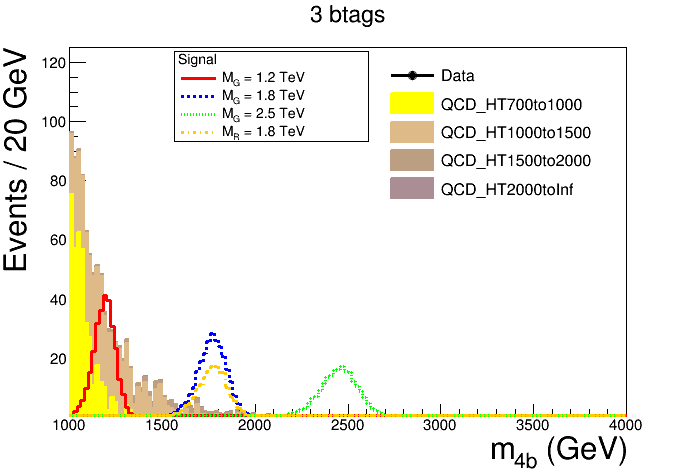 3 btags
Events / 20 GeV
120
100
80
60
40
20
Signal
M_G = 1.2 TeV
M_G = 1.8 TeV
M_G = 2.5 TeV
M_R = 1.8 TeV
Data
QCD_HT700to1000
QCD_HT1000to1500
QCD_HT1500to2000
QCD_HT2000toInf
1000 1200 1500 2000 2500 3000 3500 4000
m_4b (GeV)